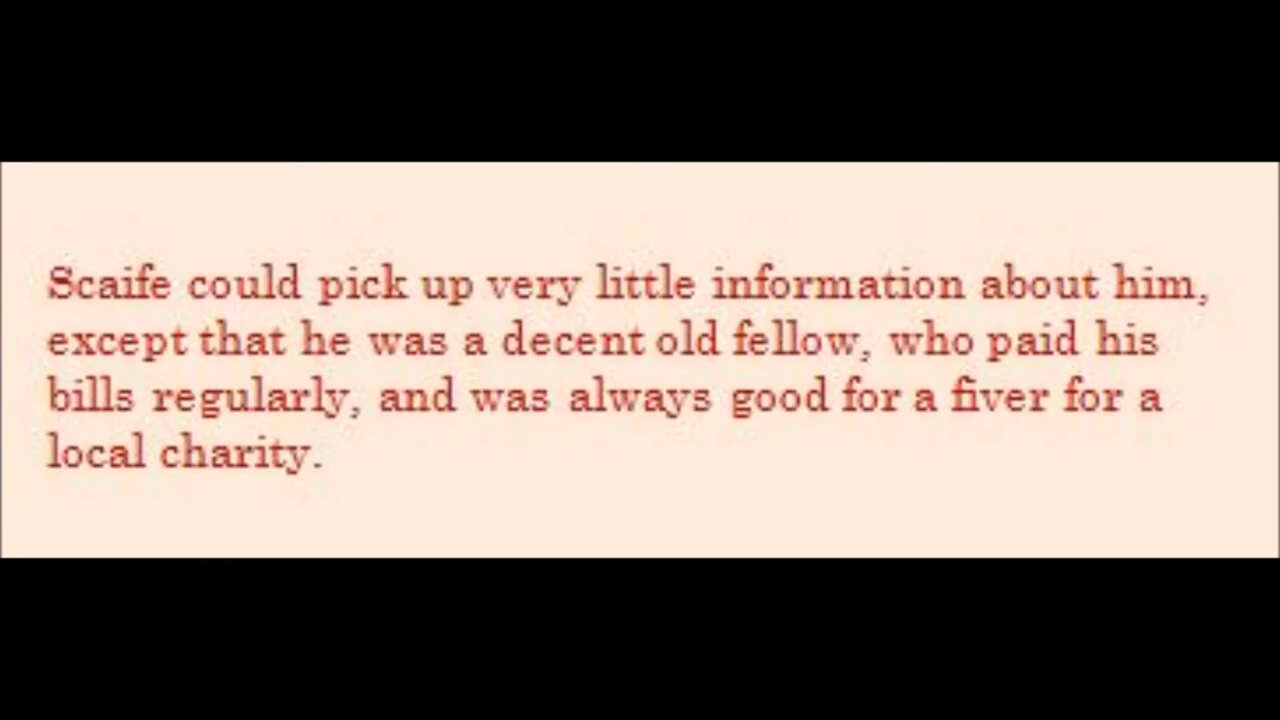 Scaife could pick up very little information about him,
except that he was a decent old fellow, who paid his
bills regularly, and was always good for a fiver for a
local charity.